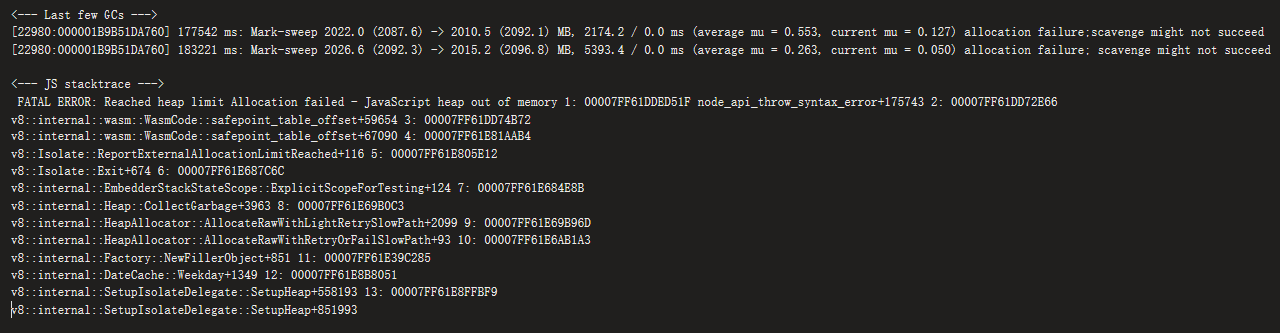 <--- Last few GCs --->
[22980:000001B9B51DA760] 177542 ms: Mark-sweep 2022.0 (2087.6) -> 2010.5 (2092.1) MB, 2174.2 / 0.0 ms (average mu = 0.553, current mu = 0.127) allocation failure;scavenge might not succeed
[22980:000001B9B51DA760] 183221 ms: Mark-sweep 2026.6 (2092.3) -> 2015.2 (2096.8) MB, 5393.4 / 0.0 ms (average mu = 0.263, current mu = 0.050) allocation failure; scavenge might not succeed
<--- JS stacktrace --->
FATAL ERROR: Reached heap limit Allocation failed - JavaScript heap out of memory 1: 00007FF61DDED51F node_api_throw_syntax_error+175743 2: 00007FF61DD72E66
v8::internal::wasm::WasmCode::safepoint_table_offset+59654 3: 00007FF61DD74B72
v8::internal::wasm::WasmCode::safepoint_table_offset+67090 4: 00007FF61E81AAB4
v8::Isolate::ReportExternalAllocationLimitReached+116 5: 00007FF61E805E12
v8::Isolate::Exit+674 6: 00007FF61E687C6C
v8::internal::EmbedderStackStateScope::ExplicitScopeForTesting+124 7: 00007FF61E684E8B
v8::internal::Heap::CollectGarbage+3963 8: 00007FF61E69B0C3
v8::internal::HeapAllocator::AllocateRawWithLightRetrySlowPath+2099 9: 00007FF61E69B96D
v8::internal::HeapAllocator::AllocateRawWithRetryOrFailSlowPath+93 10: 00007FF61E6AB1A3
v8::internal::Factory::NewFillerObject+851 11: 00007FF61E39C285
v8::internal::DateCache::Weekday+1349 12: 00007FF61E8B8051
v8::internal::SetupIsolateDelegate::SetupHeap+558193 13: 00007FF61E8FFBF9
v8::internal::SetupIsolateDelegate::SetupHeap+851993